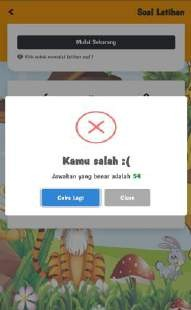 Soal Latihan
Mulai Sekarang
Kamu salah :(
Jawaban yang benar adalah 54
Coba Lagi
Close